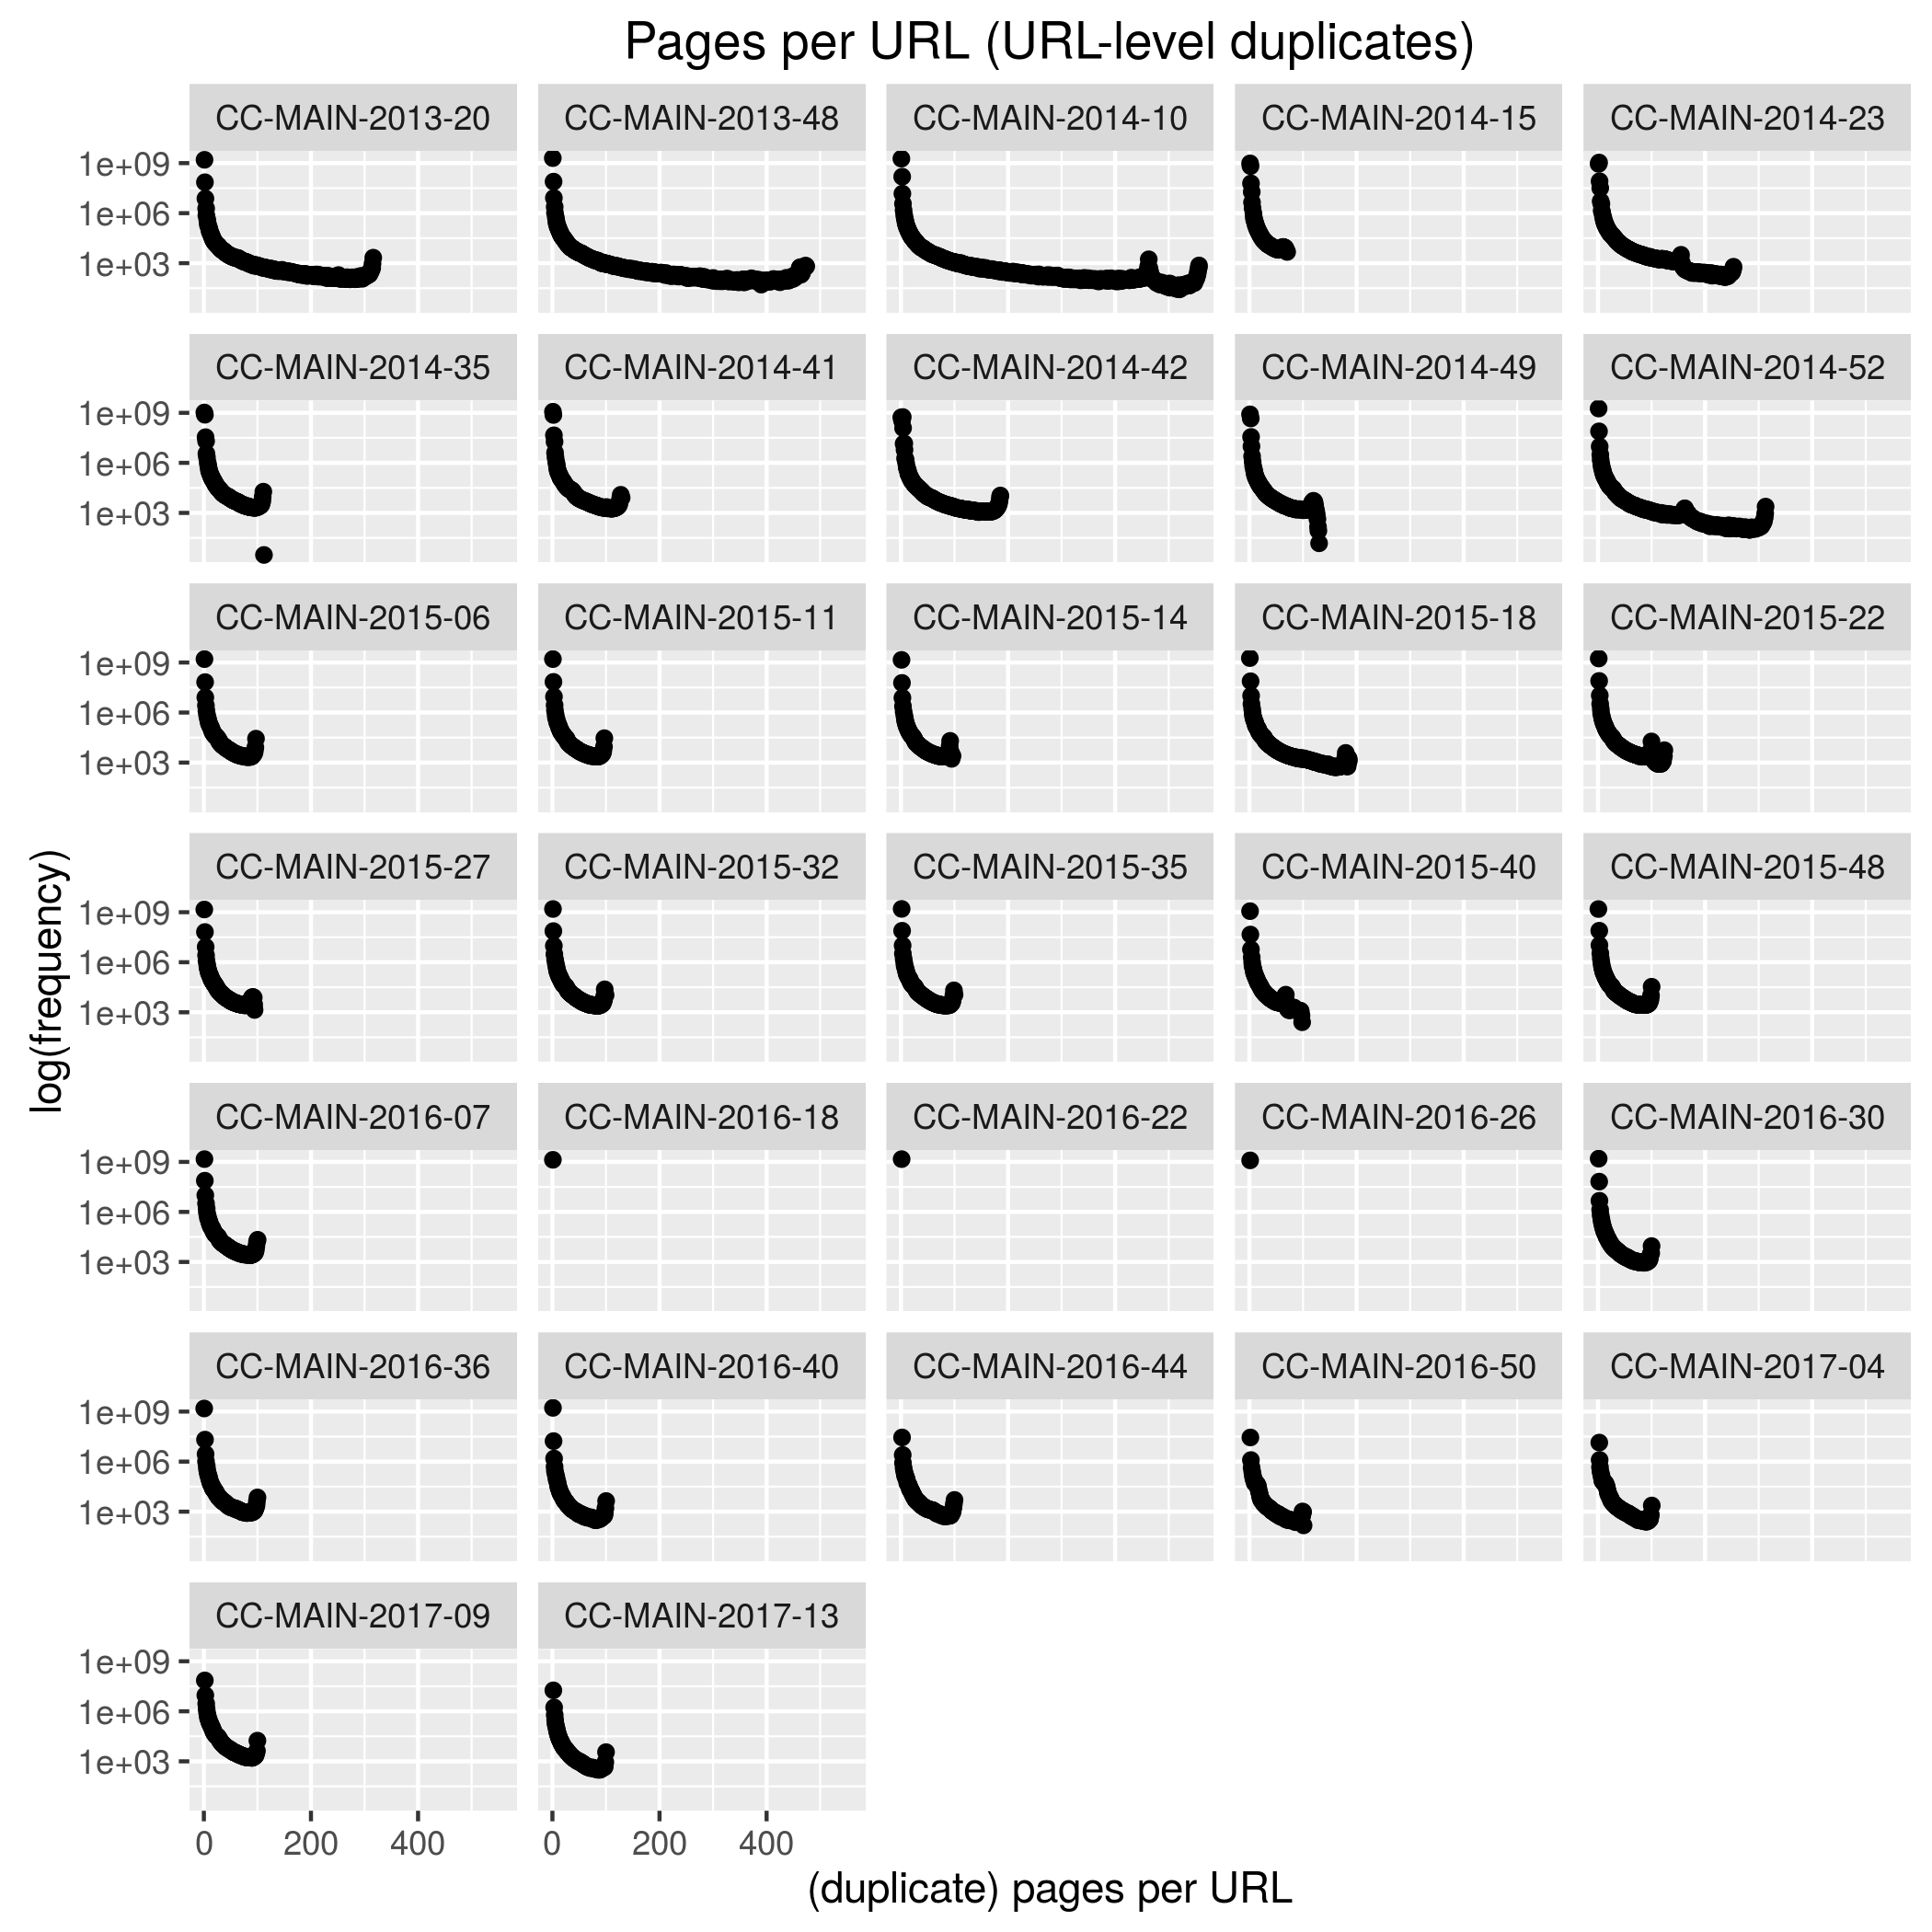 Pages per URL (URL-level duplicates)
CC-MAIN-2013-20 CC-MAIN-2013-48 CC-MAIN-2014-10 CC-MAIN-2014-15 CC-MAIN-2014-23
1e+09
1e+06
1e+03
CC-MAIN-2014-35 CC-MAIN-2014-41 CC-MAIN-2014-42 CC-MAIN-2014-49 CC-MAIN-2014-52
1e+09
1e+06
1e+03
CC-MAIN-2015-06 CC-MAIN-2015-11 CC-MAIN-2015-14 CC-MAIN-2015-18 CC-MAIN-2015-22
1e+09
1e+06
1e+03
CC-MAIN-2015-27 CC-MAIN-2015-32 CC-MAIN-2015-35 CC-MAIN-2015-40 CC-MAIN-2015-48
1e+09
1e+06
1e+03
log(frequency)
CC-MAIN-2016-07 CC-MAIN-2016-18 CC-MAIN-2016-22 CC-MAIN-2016-26 CC-MAIN-2016-30
1e+09
1e+06
1e+03
CC-MAIN-2016-36 CC-MAIN-2016-40 CC-MAIN-2016-44 CC-MAIN-2016-50 CC-MAIN-2017-04
1e+09
1e+06
1e+03
CC-MAIN-2017-09 CC-MAIN-2017-13
1e+09
1e+06
1e+03
0 200 400 0 200 400
(duplicate) pages per URL